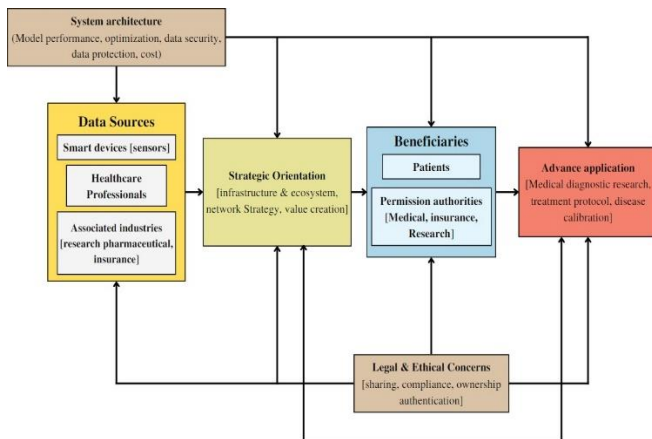 System architecture
(Model performance, optimization, data security,
data protection, cost)
Data Sources
Smart devices [sensors]
Healthcare
Professionals
Associated industries
[research pharmaceutical,
insurance]
Strategic Orientation
[infrastructure & ecosystem,
network Strategy, value creation]
Beneficiaries
Patients
Permission authorities
[Medical, insurance,
Research]
Advance application
[Medical diagnostic research,
treatment protocol, disease
calibration]
Legal & Ethical Concerns
[sharing, compliance, ownership
authentication]